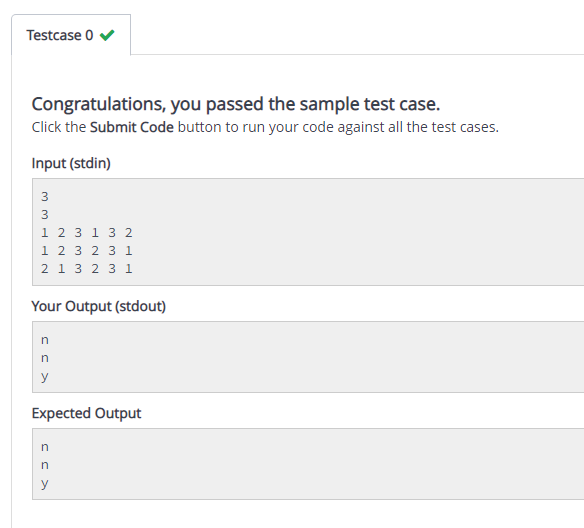 Testcase 0
Congratulations, you passed the sample test case.
Click the Submit Code button to run your code against all the test cases.
Input (stdin)
3
3
1 2 3 1 3 2
1 2 3 2 3 1
2 1 3 2 3 1
Your Output (stdout)
n
n
y
Expected Output
n
n
y